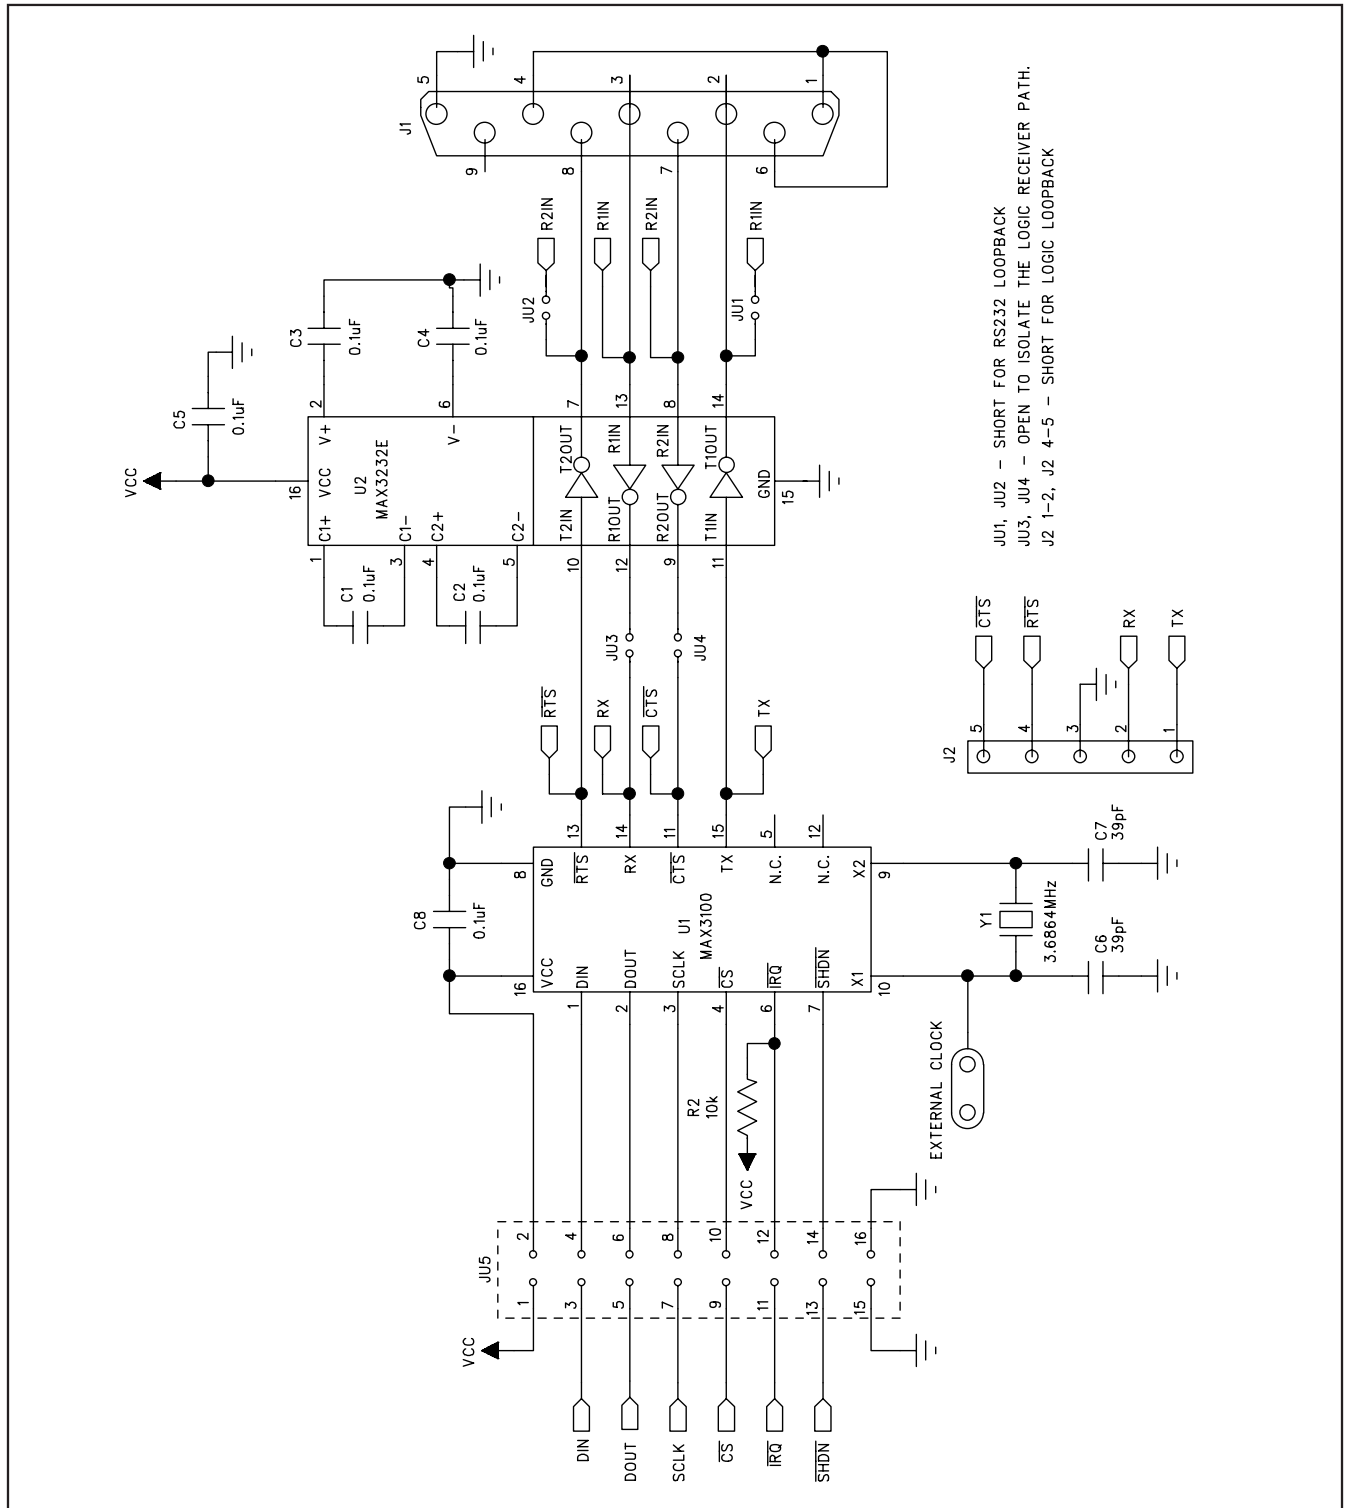 J1
5
9
4
8
3
7
2
6
1
VCC
C5
0.1uF
C3
0.1uF
C4
0.1uF
JU2
R2IN
R1IN
R2IN
JU1
R1IN
16
2
6
7
13
8
14
15
VCC
V+
V-
U2
MAX3232E
C1+
C1-
C2+
C2-
T2IN
T2OUT
R1OUT
R1IN
R2OUT
R2IN
T1IN
T1OUT
GND
1
3
4
5
10
12
9
11
C1
0.1uF
C2
0.1uF
JU3
JU4
RTS
RX
CTS
TX
C8
0.1uF
8
13
14
11
15
5
12
GND
RTS
RX
CTS
TX
N.C.
N.C.
X2
9
U1
MAX3100
VCC
DIN
DOUT
SCLK
CS
IRQ
SHDN
X1
16
1
2
3
4
6
7
10
Y1
3.6864MHz
C7
39pF
C6
39pF
EXTERNAL CLOCK
R2
10k
VCC
JU5
2
4
6
8
10
12
14
16
1
3
5
7
9
11
13
15
VCC
DIN
DOUT
SCLK
CS
IRQ
SHDN
J2
5
4
3
2
1
CTS
RTS
RX
TX
JU1, JU2 - SHORT FOR RS232 LOOPBACK
JU3, JU4 - OPEN TO ISOLATE THE LOGIC RECEIVER PATH.
J2 1-2, J2 4-5 - SHORT FOR LOGIC LOOPBACK